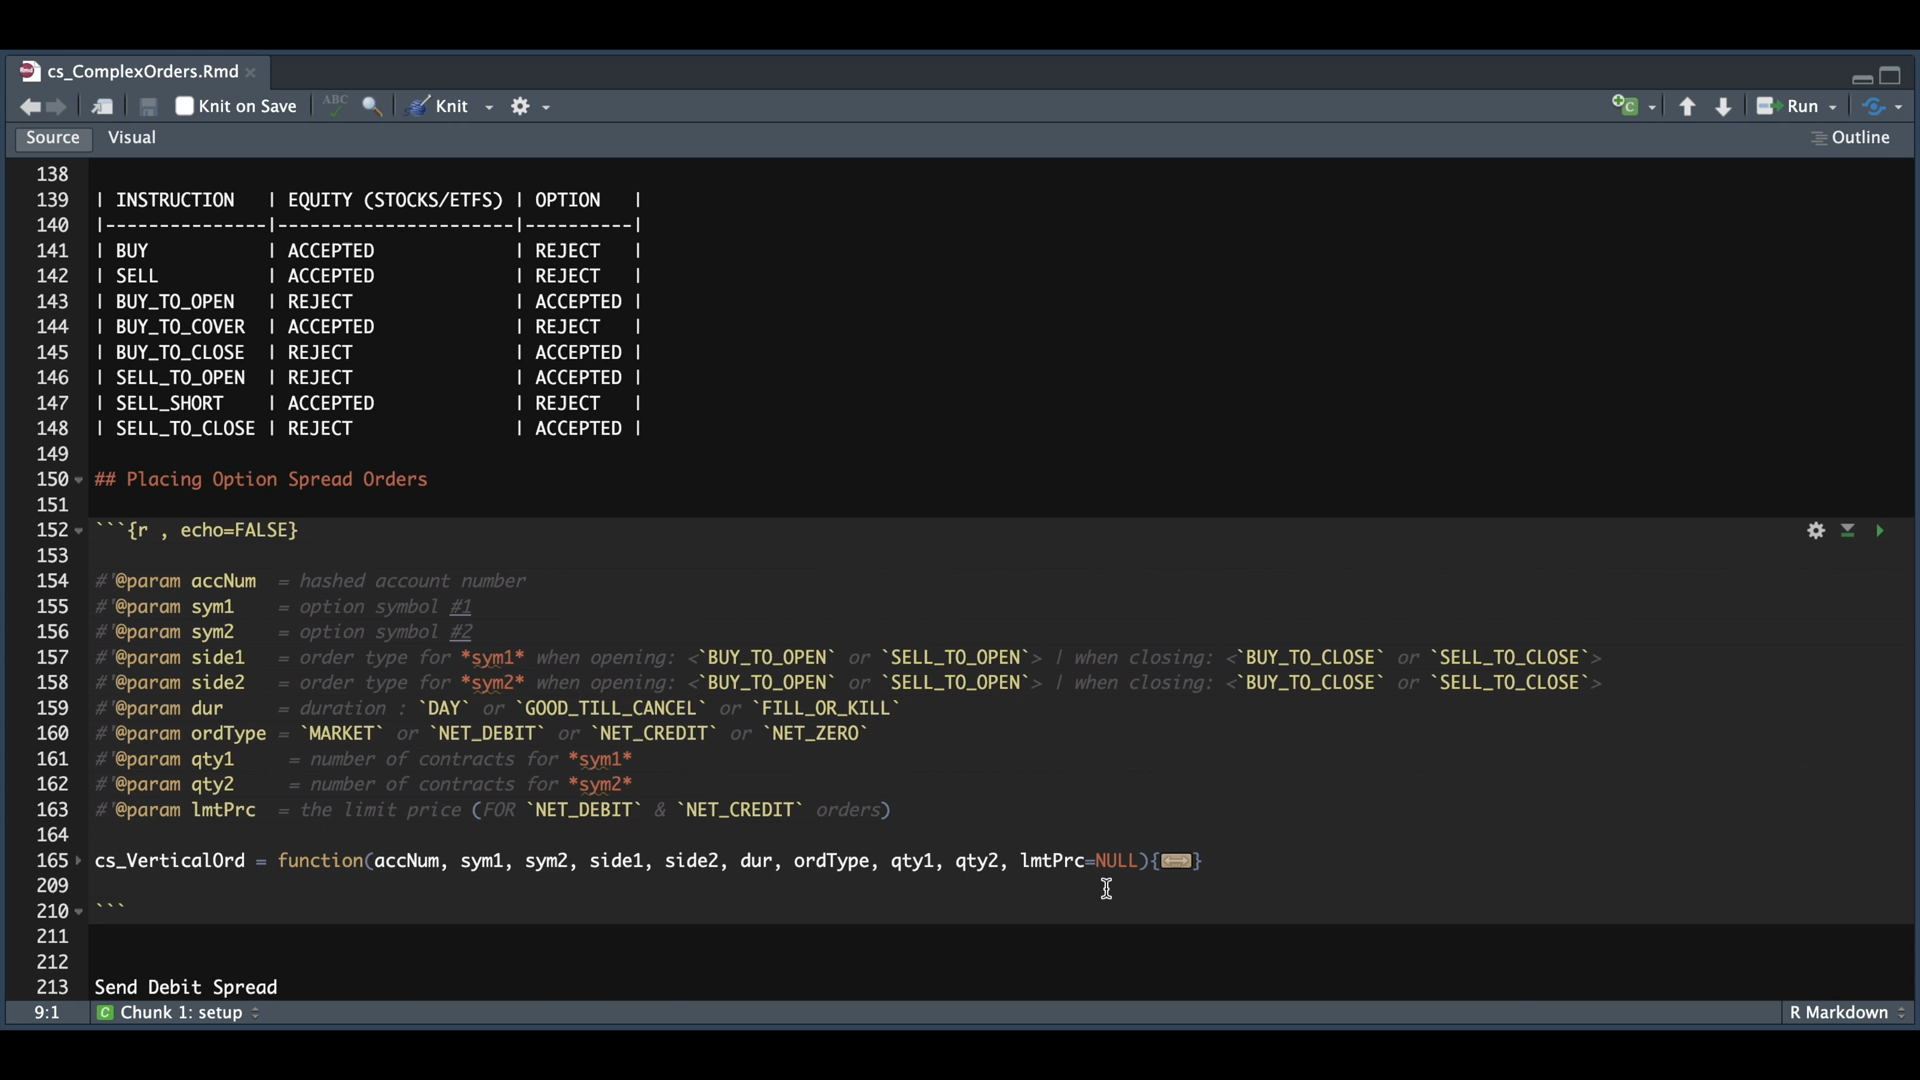 cs_ComplexOrders.Rmd
Knit on Save ABC Knit Run
Source Visual Outline
138
139 | INSTRUCTION | EQUITY (STOCKS/ETFS) | OPTION |
140 |---------------|----------------------|----------|
141 | BUY | ACCEPTED | REJECT |
142 | SELL | ACCEPTED | REJECT |
143 | BUY_TO_OPEN | REJECT | ACCEPTED |
144 | BUY_TO_COVER | ACCEPTED | REJECT |
145 | BUY_TO_CLOSE | REJECT | ACCEPTED |
146 | SELL_TO_OPEN | REJECT | ACCEPTED |
147 | SELL_SHORT | ACCEPTED | REJECT |
148 | SELL_TO_CLOSE | REJECT | ACCEPTED |
149
150 ## Placing Option Spread Orders
151
152 ```{r , echo=FALSE}
153
154 #'@param accNum = hashed account number
155 #'@param sym1 = option symbol #1
156 #'@param sym2 = option symbol #2
157 #'@param side1 = order type for *sym1* when opening: <`BUY_TO_OPEN` or `SELL_TO_OPEN`> | when closing: <`BUY_TO_CLOSE` or `SELL_TO_CLOSE`>
158 #'@param side2 = order type for *sym2* when opening: <`BUY_TO_OPEN` or `SELL_TO_OPEN`> | when closing: <`BUY_TO_CLOSE` or `SELL_TO_CLOSE`>
159 #'@param dur = duration : `DAY` or `GOOD_TILL_CANCEL` or `FILL_OR_KILL`
160 #'@param ordType = `MARKET` or `NET_DEBIT` or `NET_CREDIT` or `NET_ZERO`
161 #'@param qty1 = number of contracts for *sym1*
162 #'@param qty2 = number of contracts for *sym2*
163 #'@param lmtPrc = the limit price (FOR `NET_DEBIT` & `NET_CREDIT` orders)
164
165 cs_VerticalOrd = function(accNum, sym1, sym2, side1, side2, dur, ordType, qty1, qty2, lmtPrc=NULL){}
209
210 ```
211
212
213 Send Debit Spread
9:1 C Chunk 1: setup R Markdown